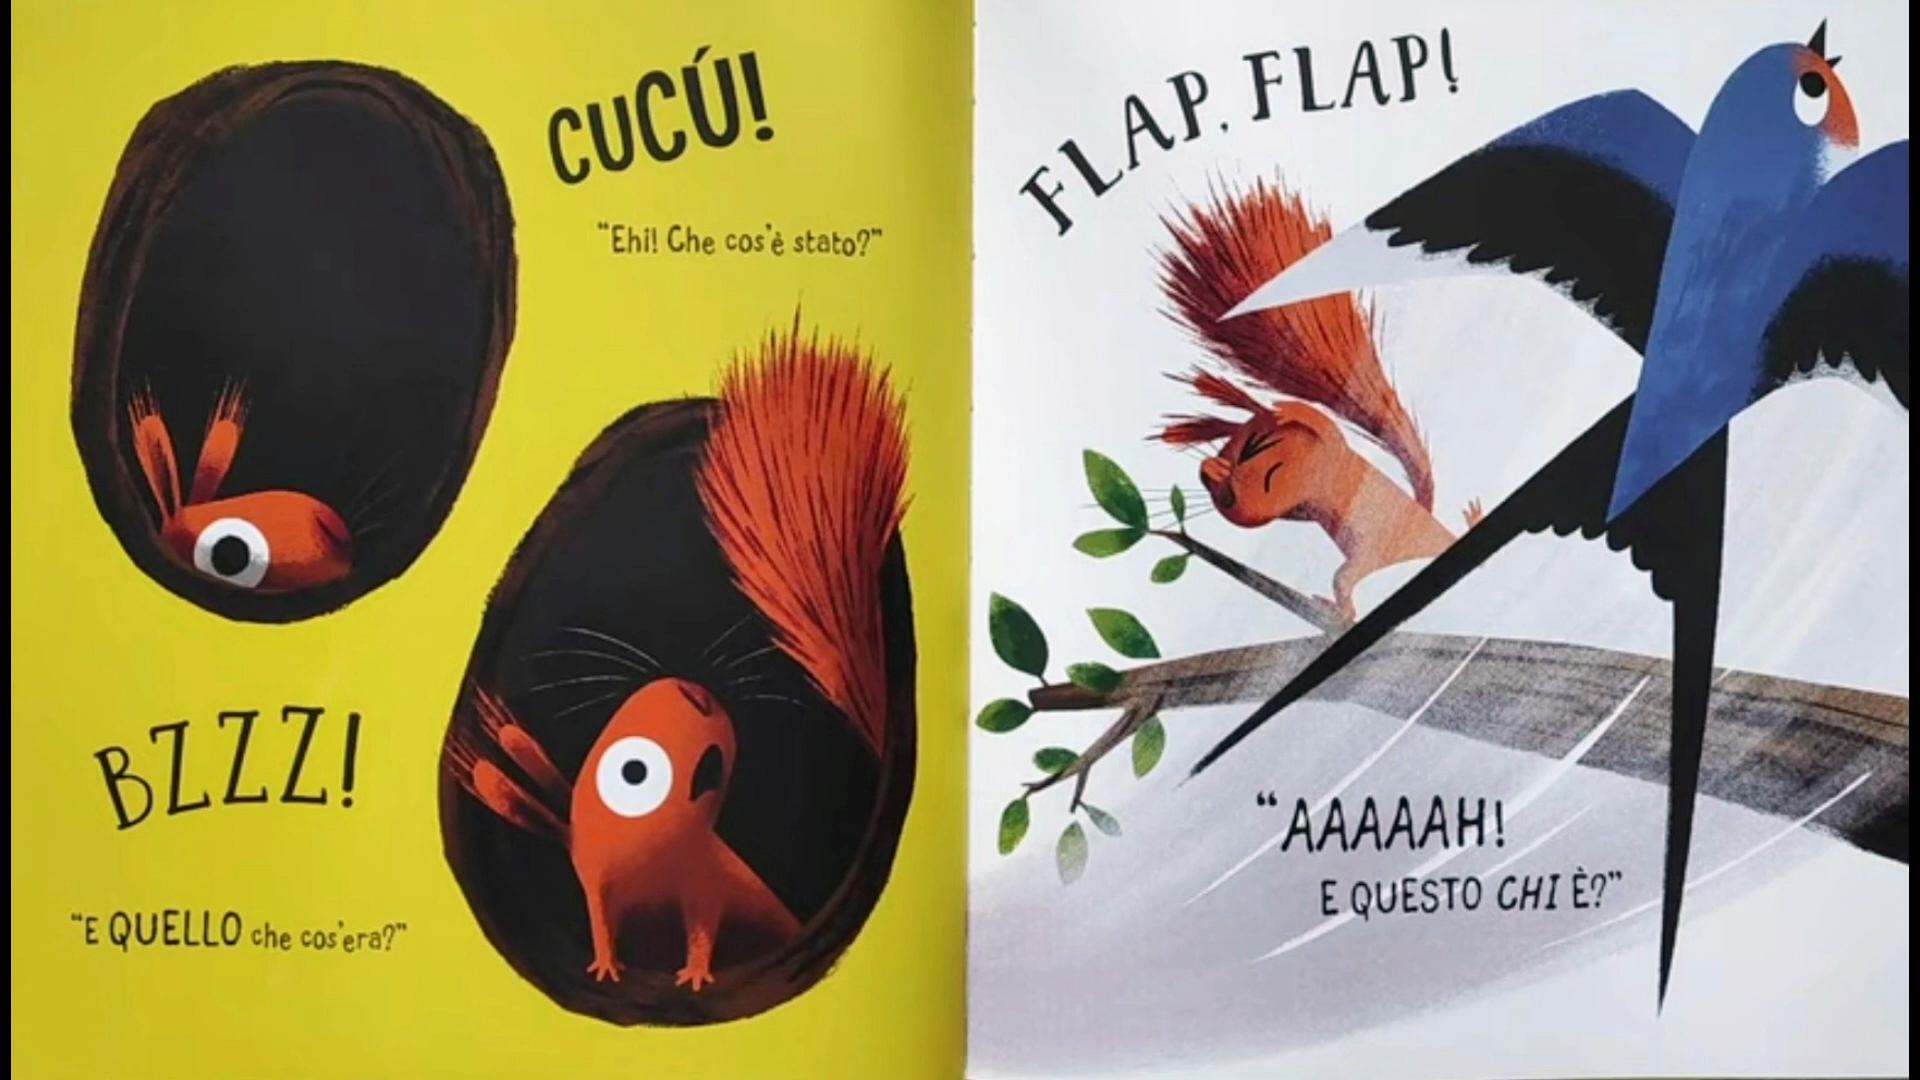 CUCÚ!
“Ehi! Che cos'è stato?”
BZZZ!
“E QUELLO che cos'era?”
FLAP, FLAP!
“AAAAAH!
E QUESTO CHI È?”